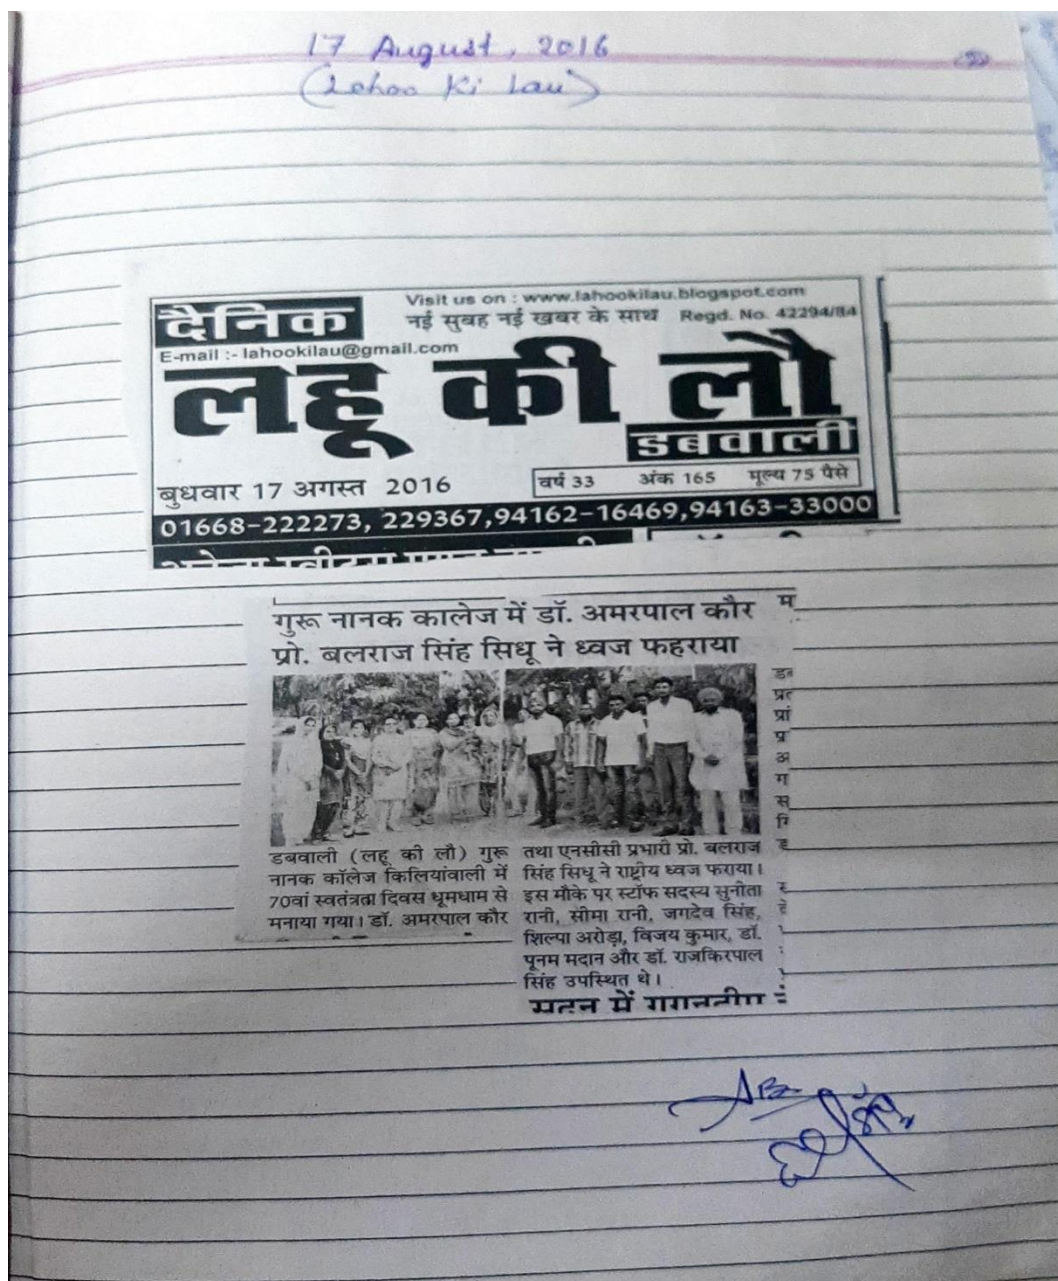 17 August, 2016
(Lahoo Ki Lau)
दैनिक
Visit us on : www.lahookilau.blogspot.com
नई सुबह नई खबर के साथ Regd. No. 42294/84
E-mail :- lahookilau@gmail.com
लहू की लौ
डबवाली
बुधवार 17 अगस्त 2016
वर्ष 33 अंक 165 मूल्य 75 पैसे
01668-222273, 229367,94162-16469,94163-33000
गुरू नानक कालेज में डॉ. अमरपाल कौर
प्रो. बलराज सिंह सिधू ने ध्वज फहराया
डबवाली (लहू की लौ) गुरू
नानक कॉलेज किलियांवाली में
70वां स्वतंत्रता दिवस धूमधाम से
मनाया गया। डॉ. अमरपाल कौर
तथा एनसीसी प्रभारी प्रो. बलराज
सिंह सिधू ने राष्ट्रीय ध्वज फराया।
इस मौके पर स्टॉफ सदस्य सुनीता
रानी, सीमा रानी, जगदेव सिंह,
शिल्पा अरोड़ा, विजय कुमार, डॉ.
पूनम मदान और डॉ. राजकिरपाल
सिंह उपस्थित थे।